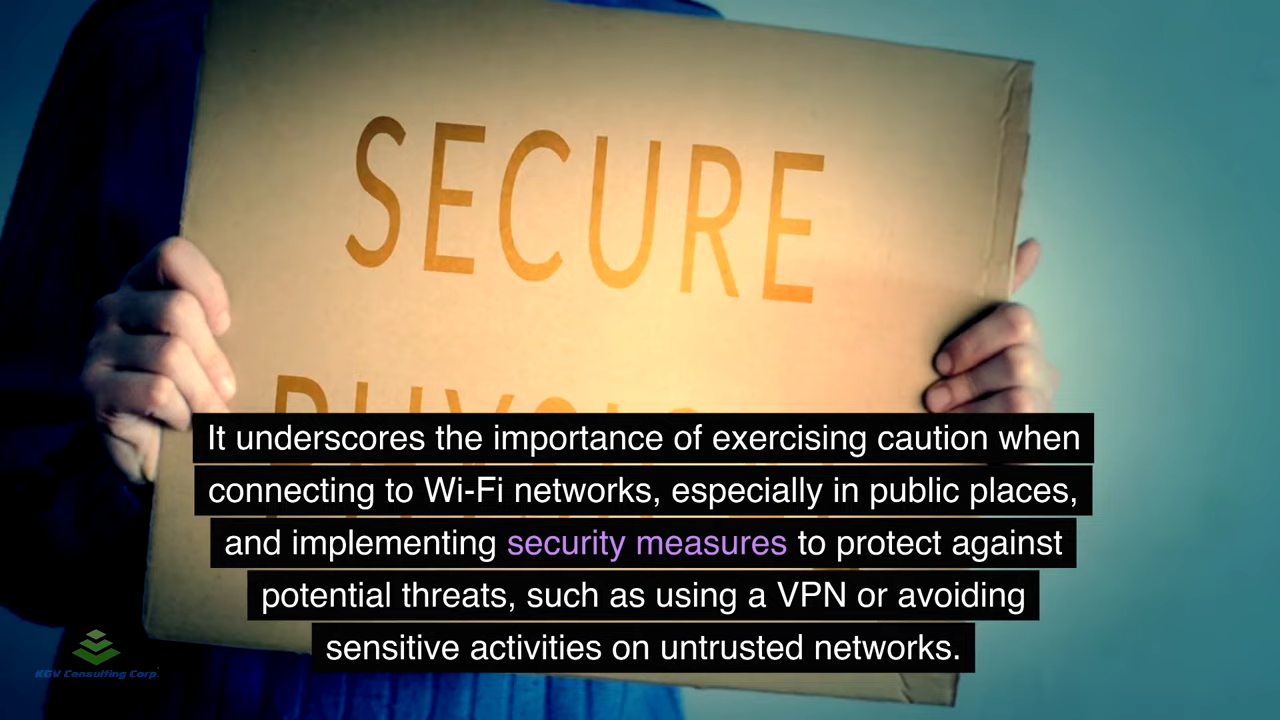 SECURE
It underscores the importance of exercising caution when
connecting to Wi-Fi networks, especially in public places,
and implementing security measures to protect against
potential threats, such as using a VPN or avoiding
sensitive activities on untrusted networks.
KGV Consulting Corp.